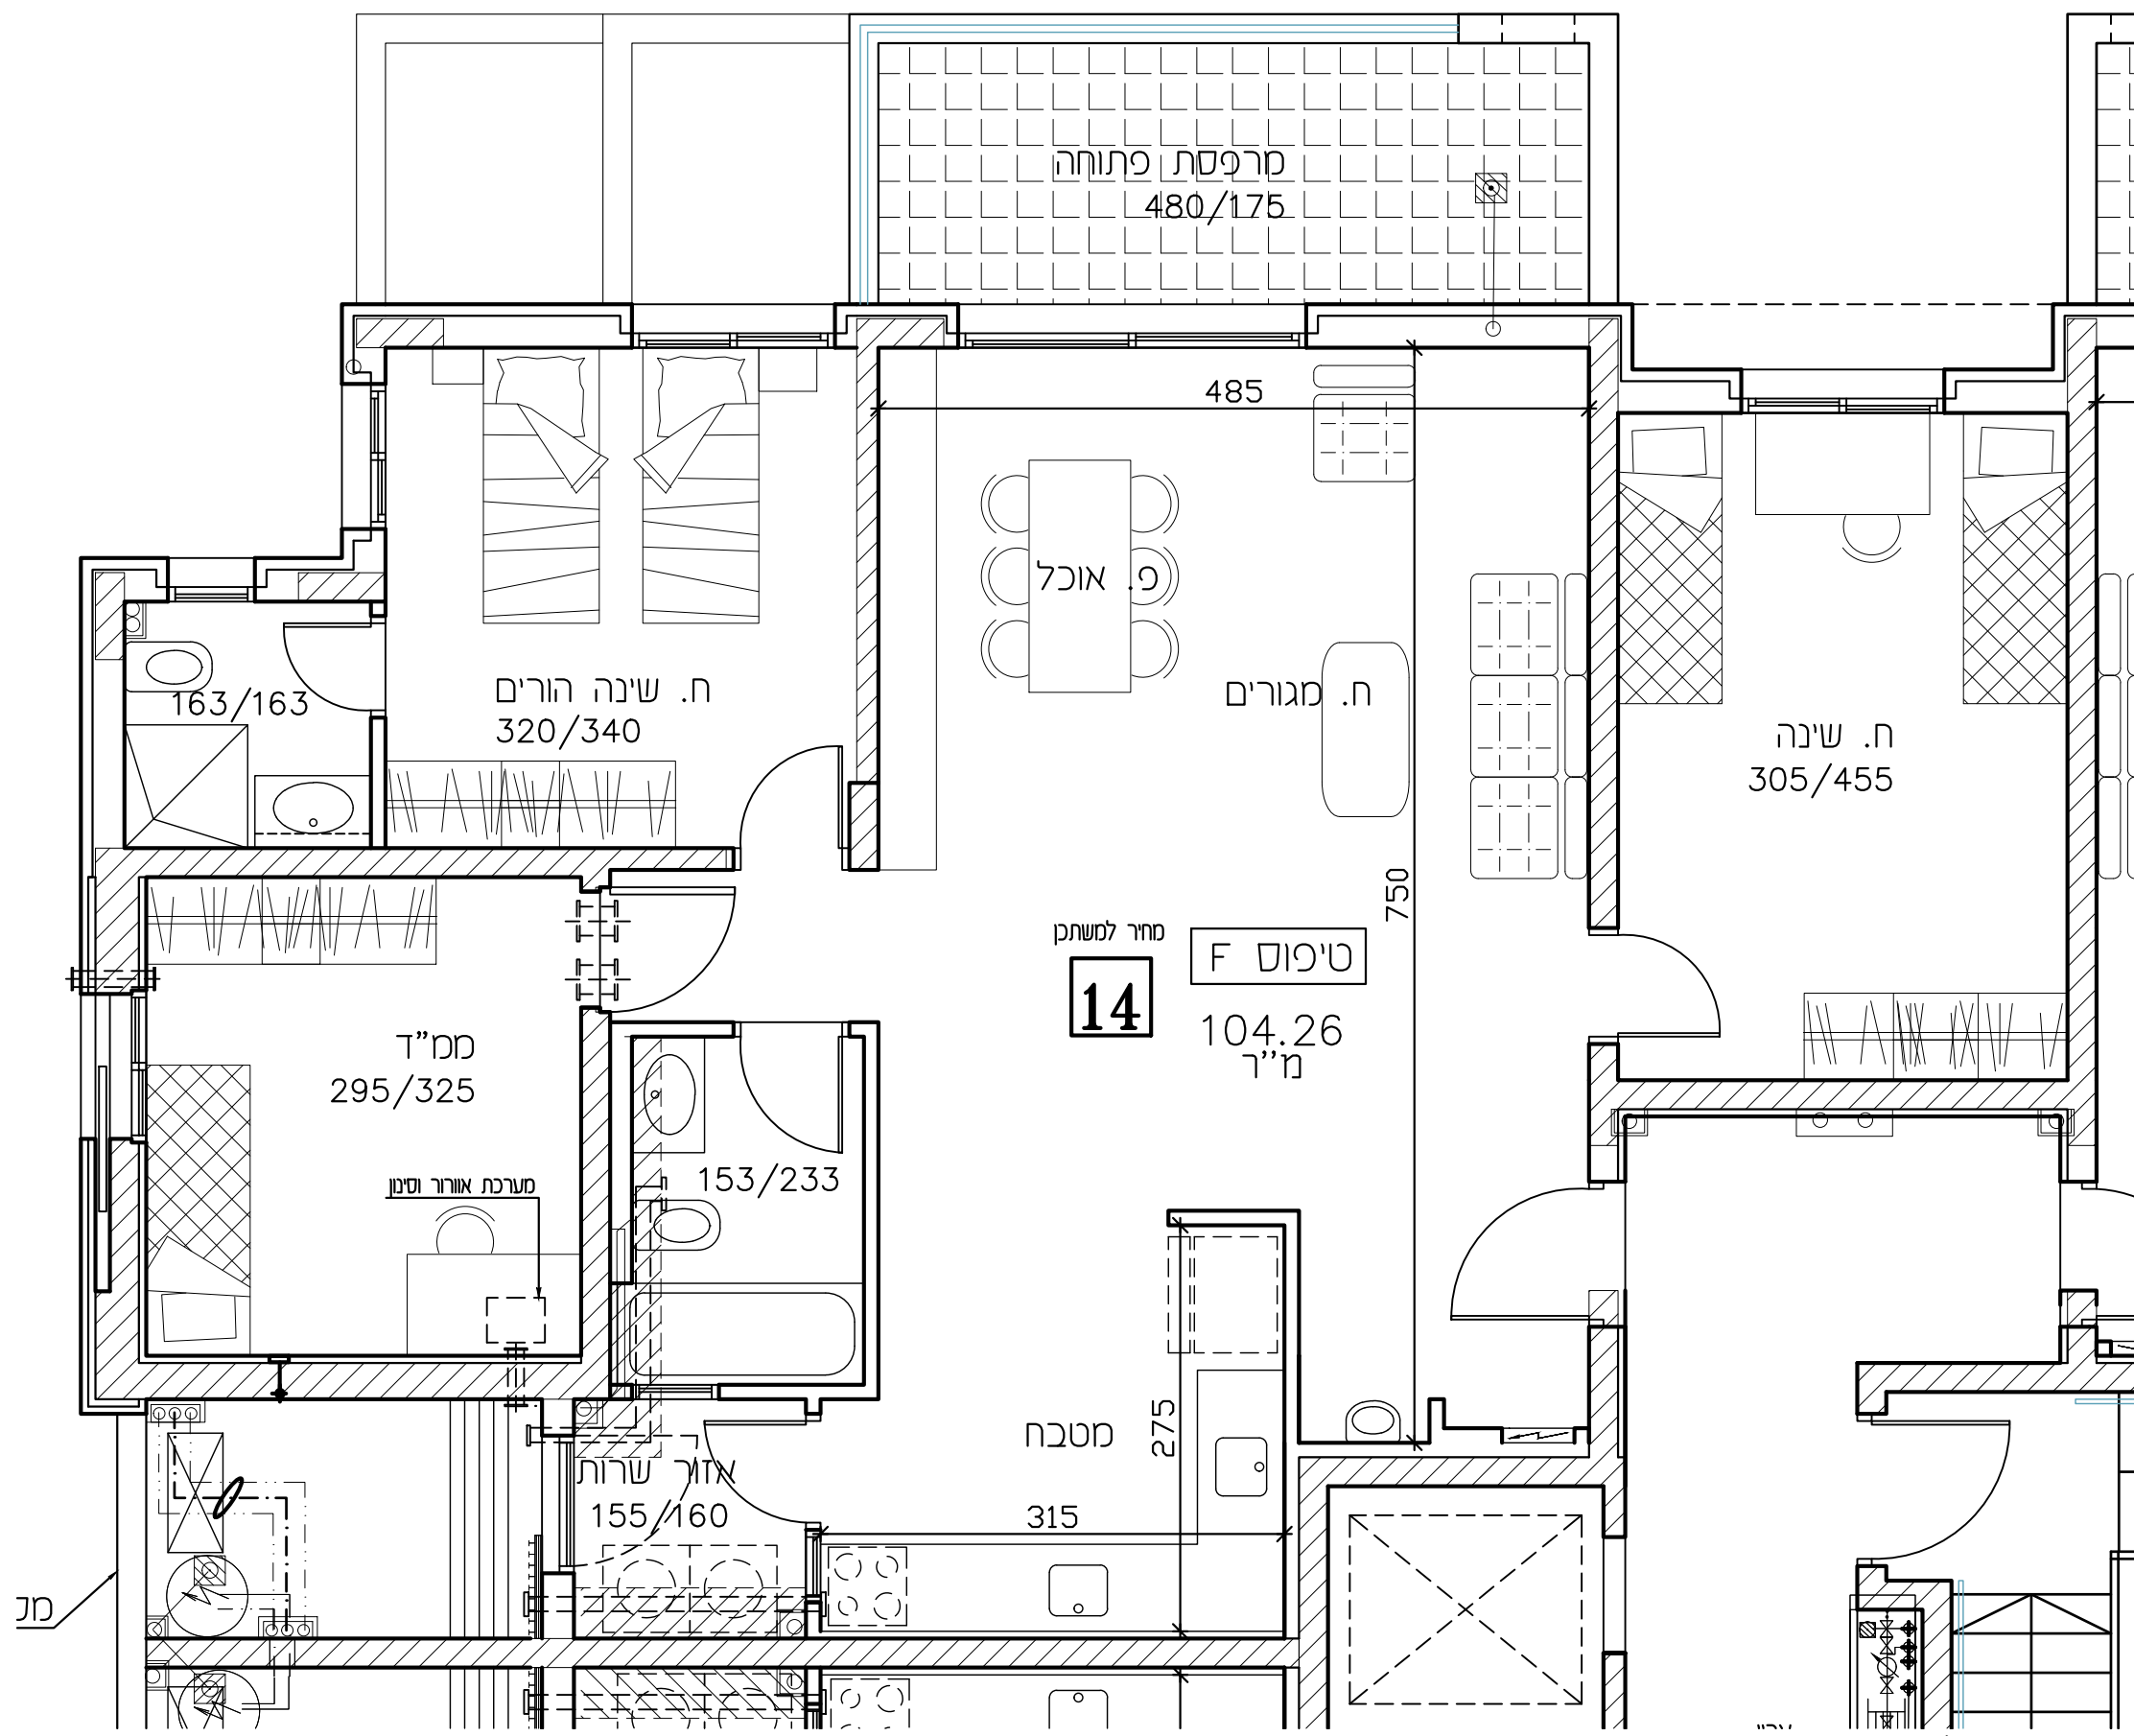 מרפסת פתוחה
480/175
485
פ. אוכל
ח. שינה הורים
320/340
163/163
ח. מגורים
ח. שינה
305/455
750
מחיר למשתכן
14
טיפוס F
104.26
מ"ר
ממ"ד
295/325
מערכת אוורור וסינון
153/233
מטבח
275
אזור שרות
155/160
315